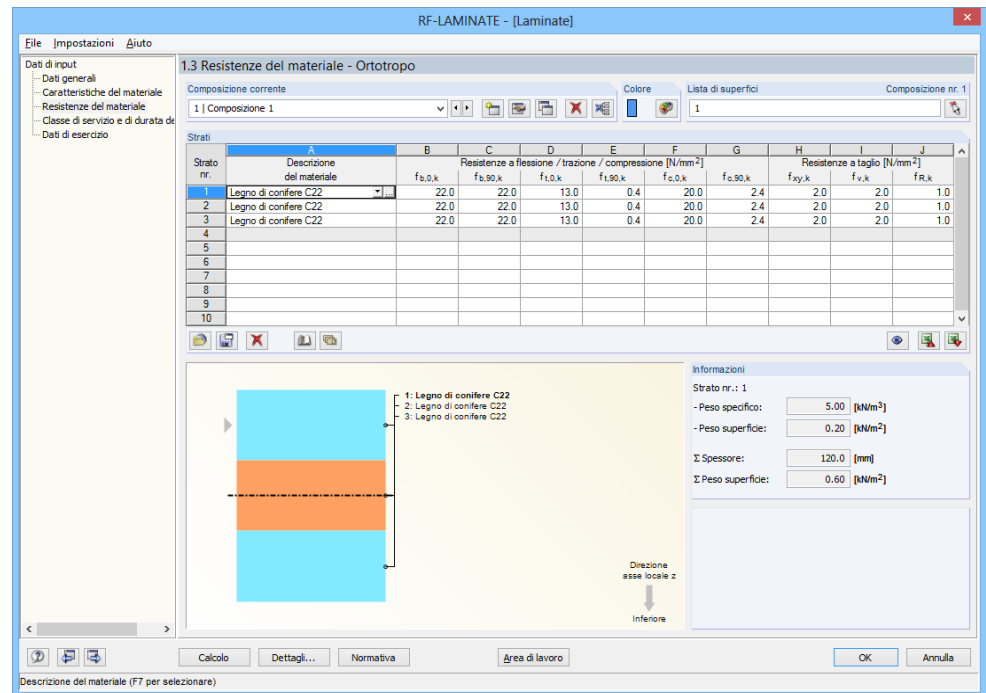 RF-LAMINATE - [Laminate]
File Impostazioni Aiuto
Dati di input
Dati generali
Caratteristiche del materiale
Resistenze del materiale
Classe di servizio e di durata de
Dati di esercizio
1.3 Resistenze del materiale - Ortotropo
Composizione corrente
1 | Composizione 1
Colore
Lista di superfici
Composizione nr. 1
1
Strati
A B C D E F G H I J
Strato Descrizione Resistenze a flessione / trazione / compressione [N/mm2] Resistenze a taglio [N/mm2]
nr. del materiale f b,0,k f b,90,k f t,0,k f t,90,k f c,0,k f c,90,k f xy,k f v,k f R,k
1 Legno di conifere C22 ... 22.0 22.0 13.0 0.4 20.0 2.4 2.0 2.0 1.0
2 Legno di conifere C22 22.0 22.0 13.0 0.4 20.0 2.4 2.0 2.0 1.0
3 Legno di conifere C22 22.0 22.0 13.0 0.4 20.0 2.4 2.0 2.0 1.0
4
5
6
7
8
9
10
1: Legno di conifere C22
2: Legno di conifere C22
3: Legno di conifere C22
Direzione
asse locale z
Inferiore
Informazioni
Strato nr.: 1
- Peso specifico: 5.00 [kN/m3]
- Peso superficie: 0.20 [kN/m2]
Σ Spessore: 120.0 [mm]
Σ Peso superficie: 0.60 [kN/m2]
Calcolo Dettagli... Normativa Area di lavoro OK Annulla
Descrizione del materiale (F7 per selezionare)